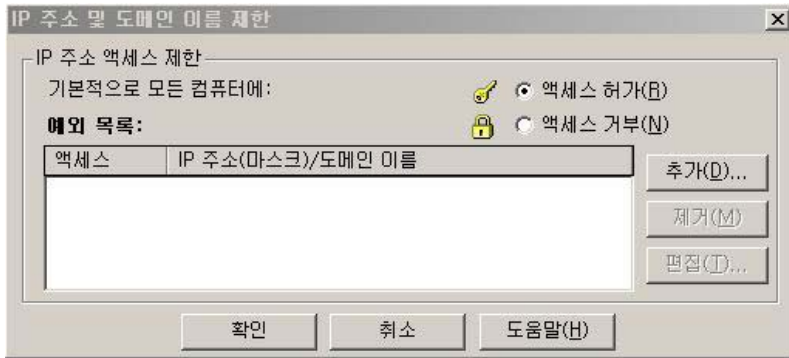 IP 주소 및 도메인 이름 제한
IP 주소 액세스 제한
기본적으로 모든 컴퓨터에:
액세스 허가(R)
예외 목록:
액세스 거부(N)
액세스 IP 주소(마스크)/도메인 이름
추가(D)...
제거(M)
편집(T)...
확인 취소 도움말(H)